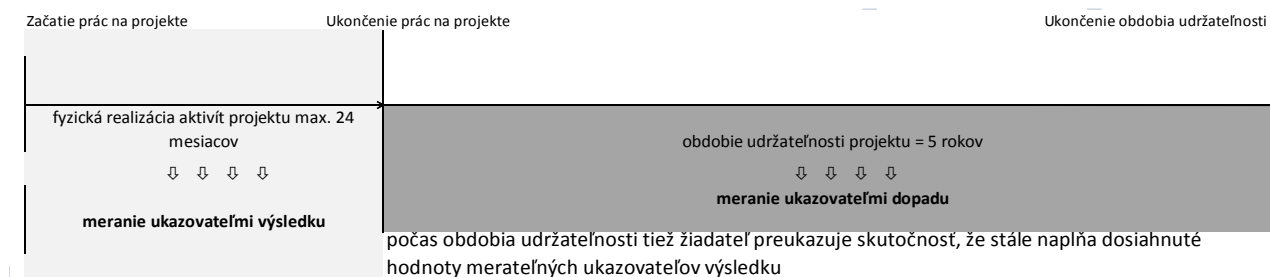 Začatie prác na projekte
Ukončenie prác na projekte
Ukončenie obdobia udržateľnosti
fyzická realizácia aktivít projektu max. 24
mesiacov
meranie ukazovateľmi výsledku
obdobie udržateľnosti projektu = 5 rokov
meranie ukazovateľmi dopadu
počas obdobia udržateľnosti tiež žiadateľ preukazuje skutočnosť, že stále napĺňa dosiahnuté
hodnoty merateľných ukazovateľov výsledku